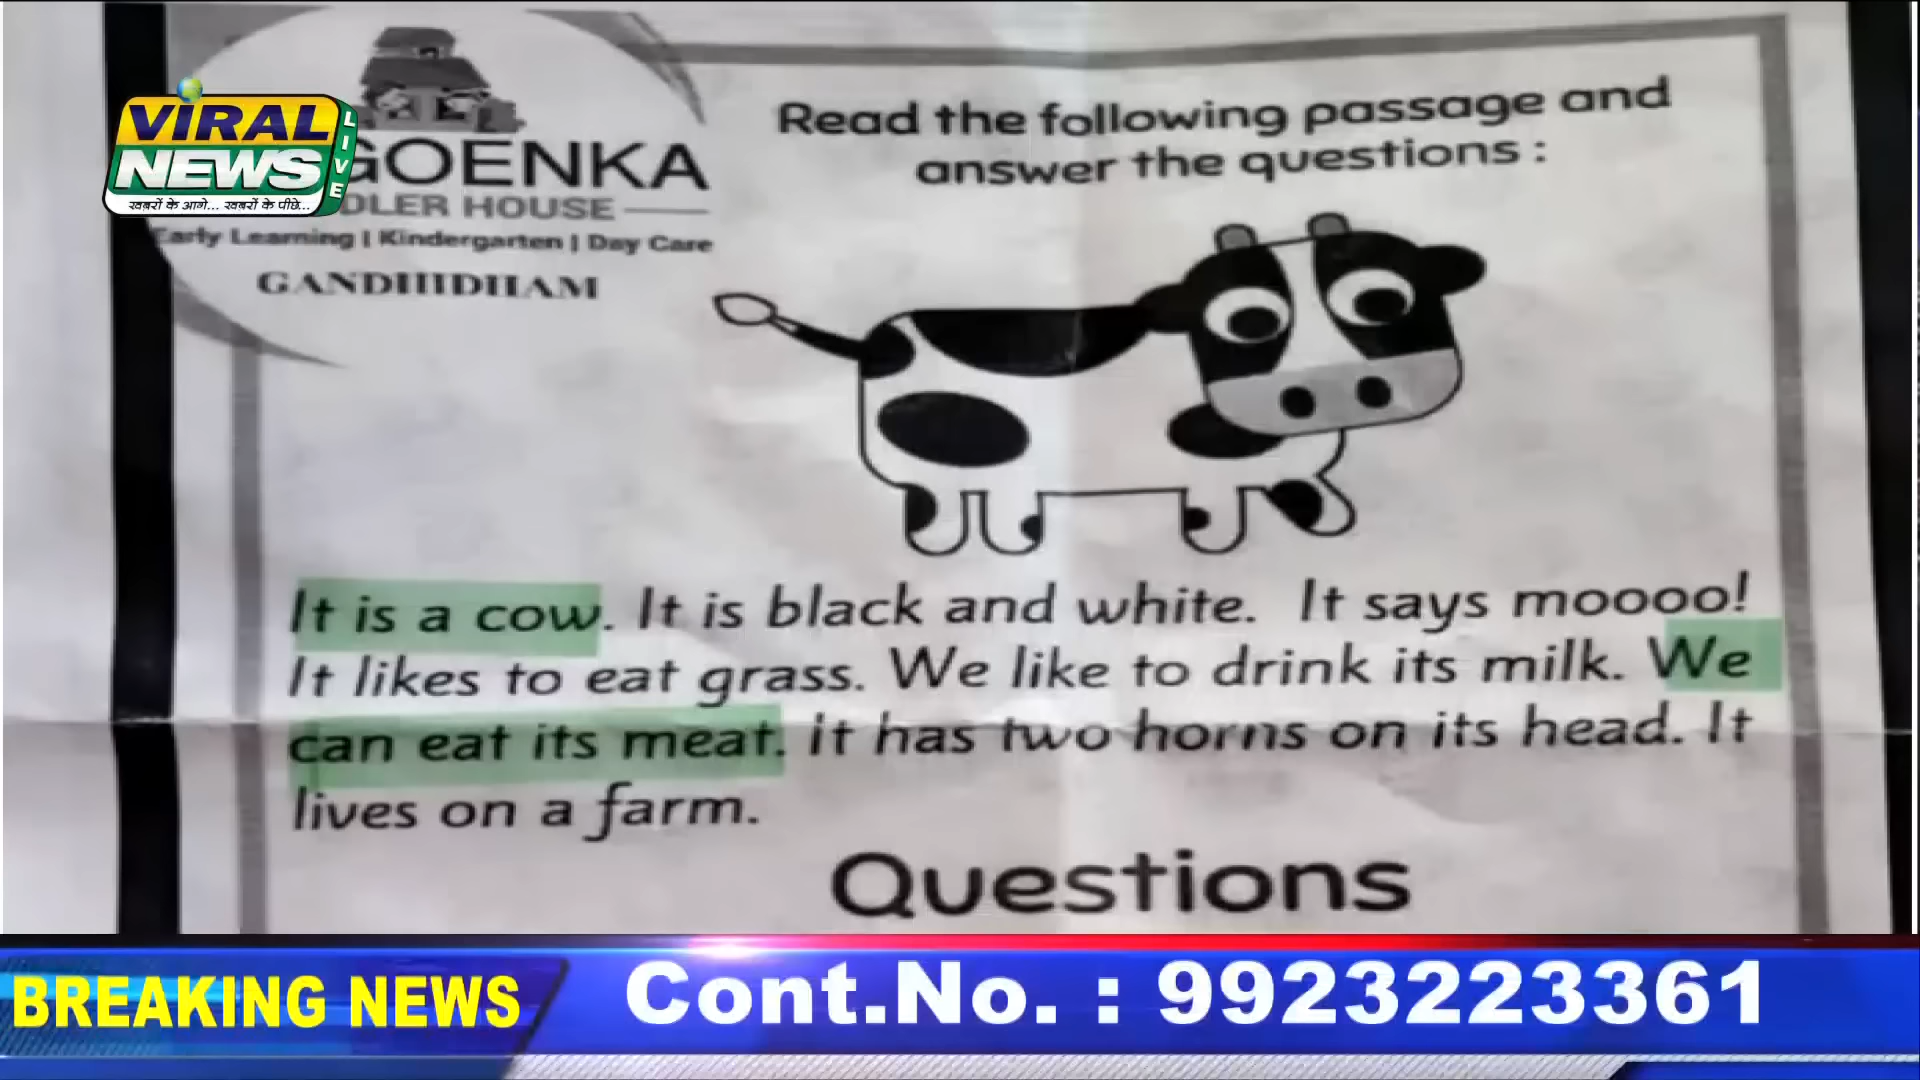 VIRAL
NEWS
LIVE
खबरों के आगे... खबरों के पीछे...
GOENKA
DLER HOUSE
Early Learning | Kindergarten | Day Care
GANDHIDHAM
Read the following passage and
answer the questions :
It is a cow. It is black and white. It says moooo!
It likes to eat grass. We like to drink its milk. We
can eat its meat. It has two horns on its head. It
lives on a farm.
Questions
BREAKING NEWS
Cont.No. : 9923223361